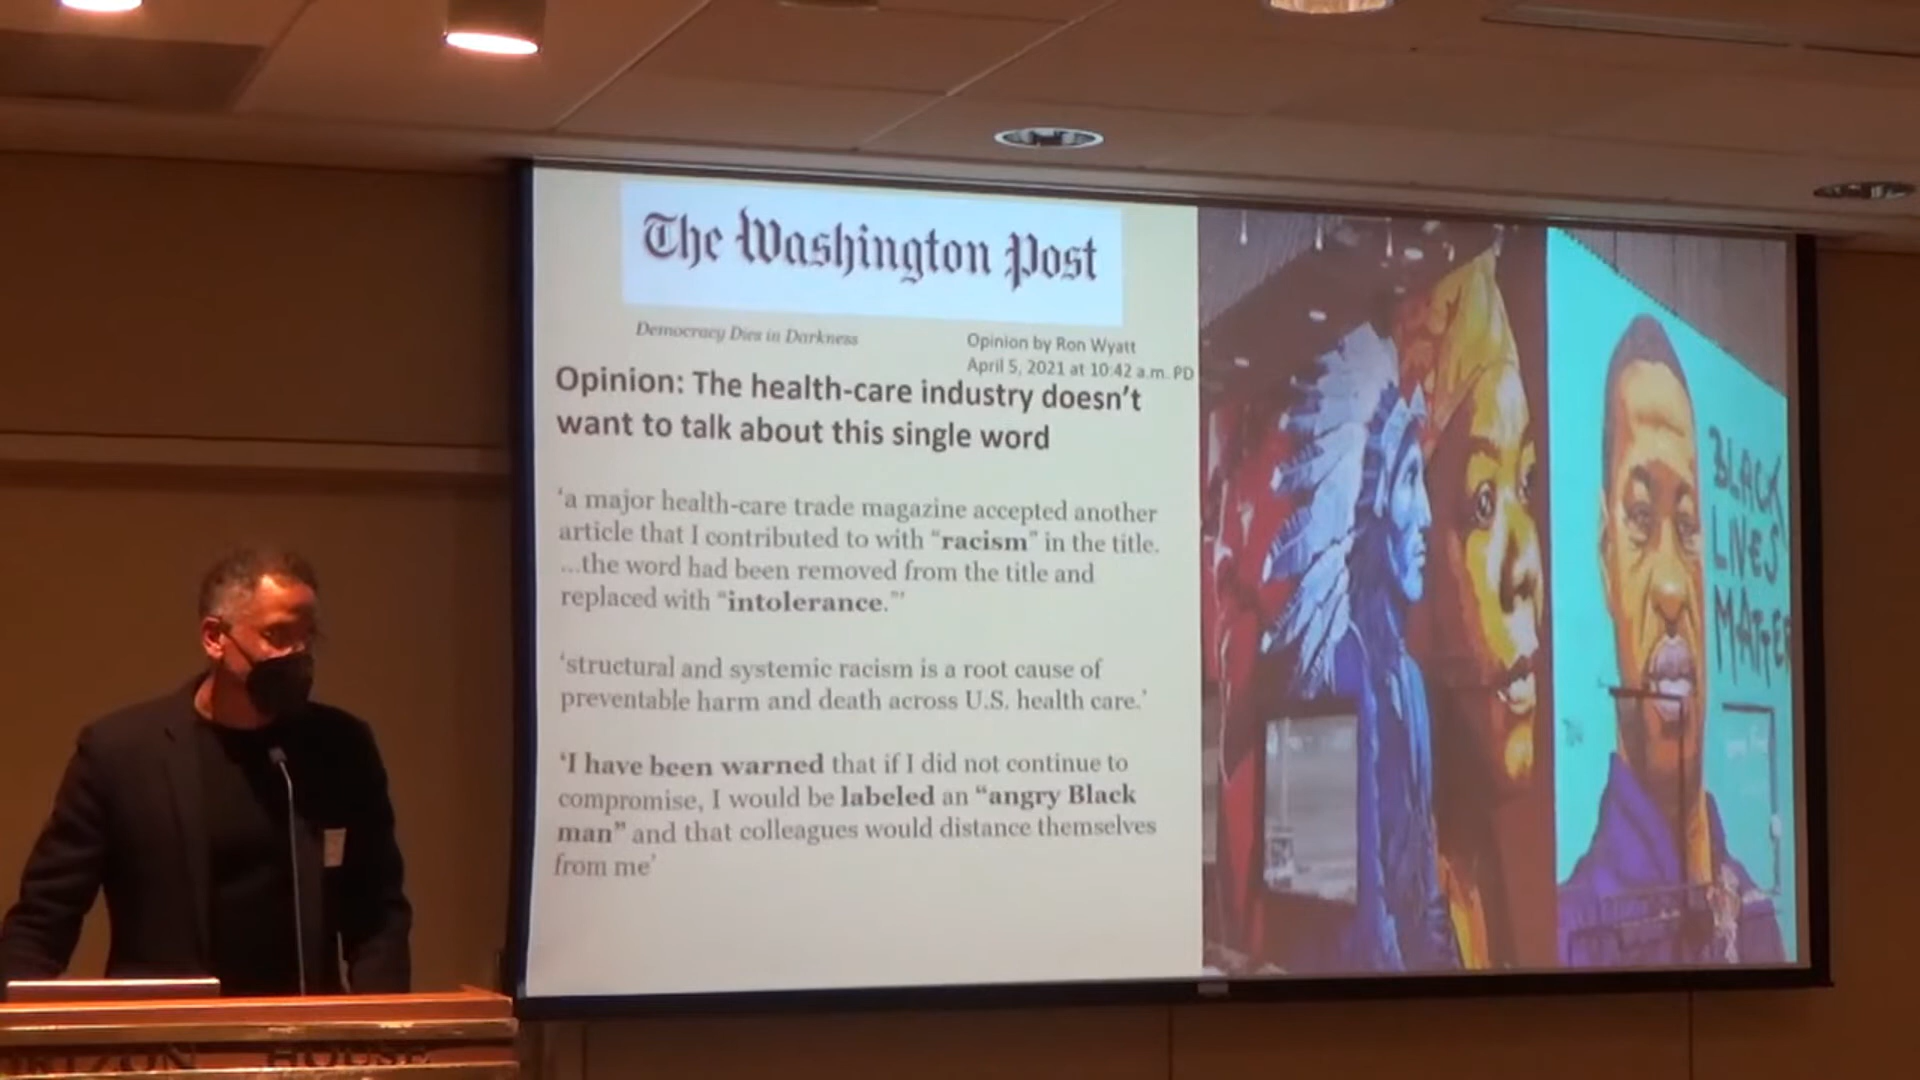 The Washington Post
Democracy Dies in Darkness
Opinion by Ron Wyatt
April 5, 2021 at 10:42 a.m. PD
Opinion: The health-care industry doesn't
want to talk about this single word
'a major health-care trade magazine accepted another
article that I contributed to with "racism" in the title.
...the word had been removed from the title and
replaced with "intolerance."'
'structural and systemic racism is a root cause of
preventable harm and death across U.S. health care.'
'I have been warned that if I did not continue to
compromise, I would be labeled an "angry Black
man" and that colleagues would distance themselves
from me'
BLACK
LIVES
MATTER
ORIZON HOUSE